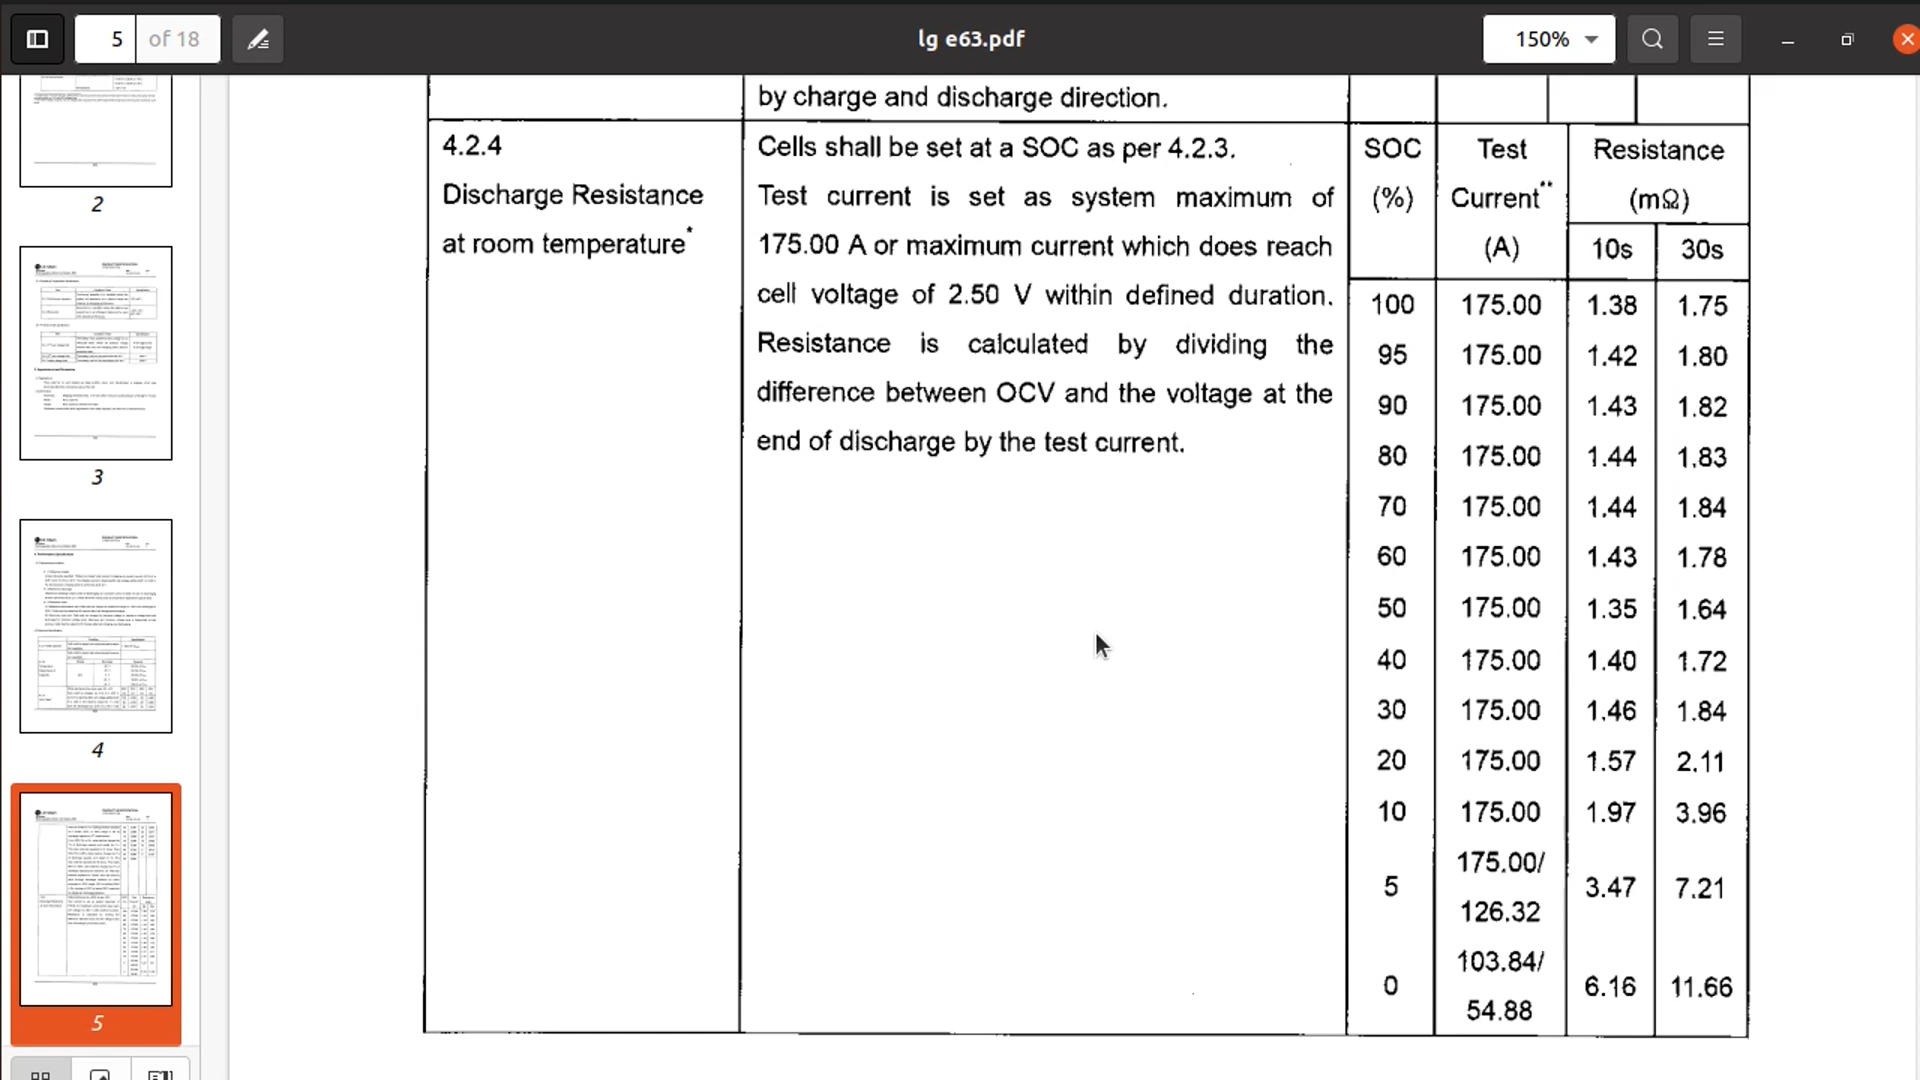 5
of 18
lg e63.pdf
150%
2
3
4
5
by charge and discharge direction.
4.2.4
Discharge Resistance
at room temperature*
Cells shall be set at a SOC as per 4.2.3.
Test current is set as system maximum of
175.00 A or maximum current which does reach
cell voltage of 2.50 V within defined duration.
Resistance is calculated by dividing the
difference between OCV and the voltage at the
end of discharge by the test current.
SOC Test Resistance
(%) Current** (mΩ)
(A) 10s 30s
100 175.00 1.38 1.75
95 175.00 1.42 1.80
90 175.00 1.43 1.82
80 175.00 1.44 1.83
70 175.00 1.44 1.84
60 175.00 1.43 1.78
50 175.00 1.35 1.64
40 175.00 1.40 1.72
30 175.00 1.46 1.84
20 175.00 1.57 2.11
10 175.00 1.97 3.96
175.00/
5 3.47 7.21
126.32
103.84/
0 6.16 11.66
54.88